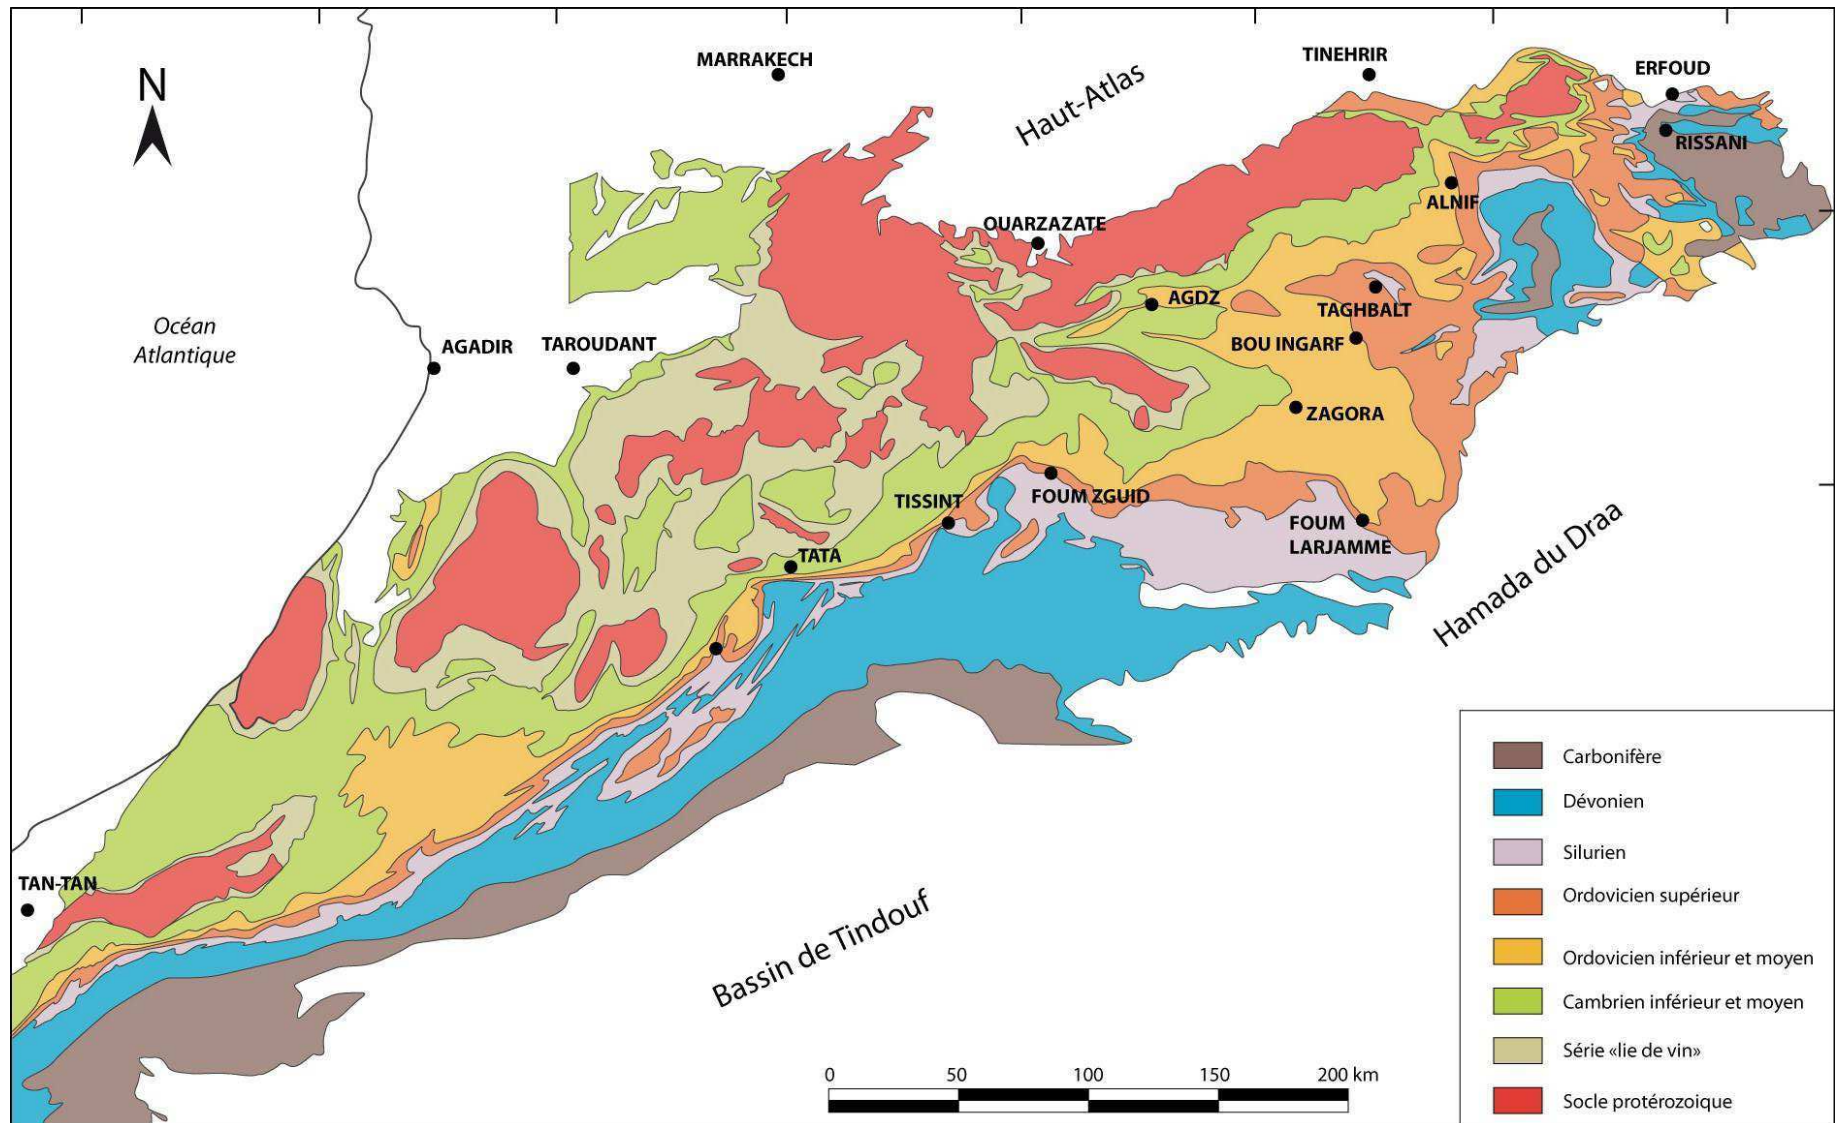 MARRAKECH
TINEHRIR
ERFOUD
N
Haut-Atlas
RISSANI
ALNIF
OUARZAZATE
AGDZ
TAGHBALT
Océan
Atlantique
AGADIR
TAROUDANT
BOU INGARF
ZAGORA
TISSINT
FOUM ZGUID
FOUM
LARJAMME
TATA
Hamada du Draa
TAN-TAN
Bassin de Tindouf
Carbonifère
Dévonien
Silurien
Ordovicien supérieur
Ordovicien inférieur et moyen
Cambrien inférieur et moyen
Série «lie de vin»
Socle protérozoique
0 50 100 150 200 km